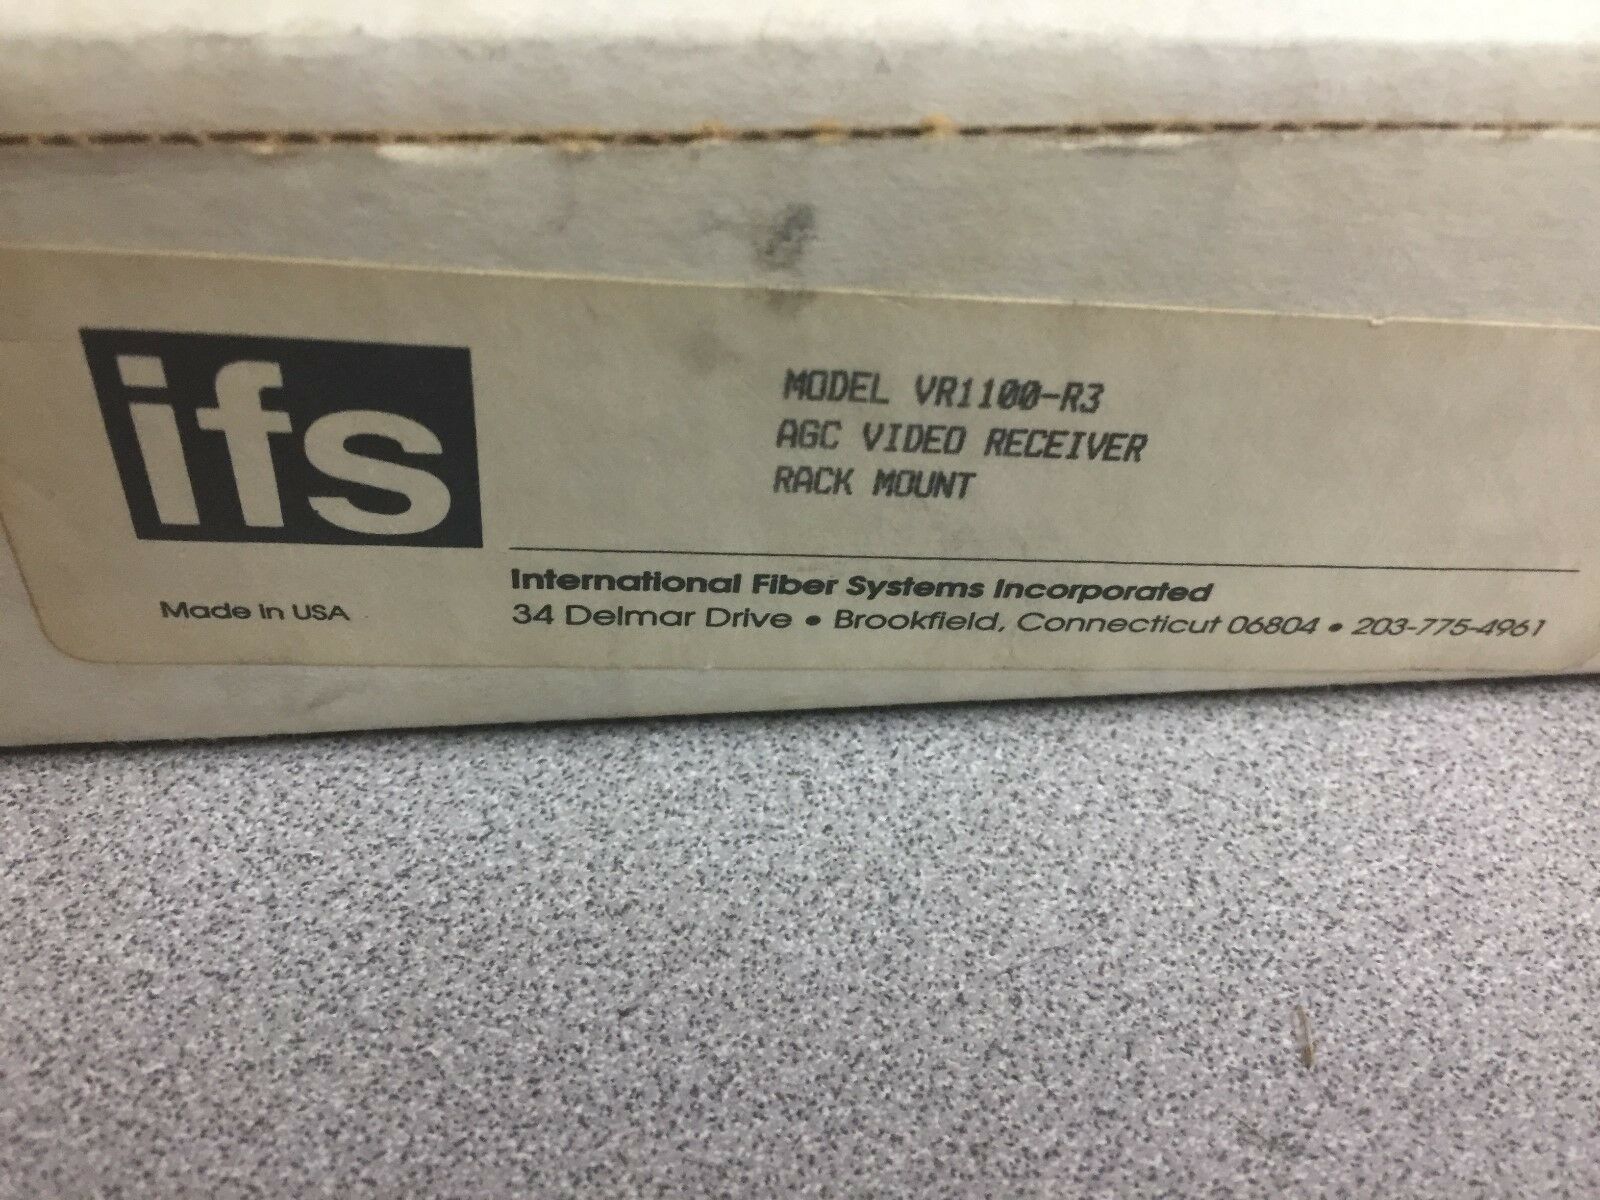 ifs
MODEL VR1100-R3
AGC VIDEO RECEIVER
RACK MOUNT
Made in USA
International Fiber Systems Incorporated
34 Delmar Drive • Brookfield, Connecticut 06804 • 203-775-4961